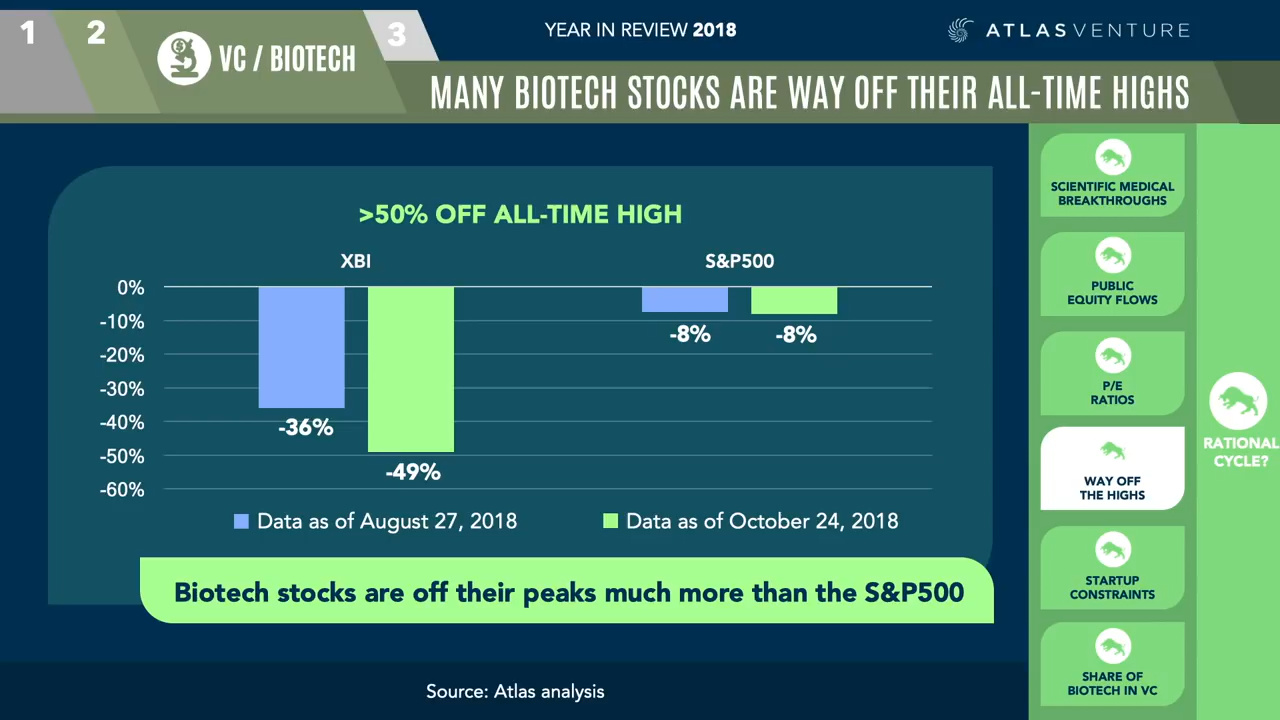 1
2
VC / BIOTECH
3
YEAR IN REVIEW 2018
ATLAS VENTURE
MANY BIOTECH STOCKS ARE WAY OFF THEIR ALL-TIME HIGHS
>50% OFF ALL-TIME HIGH
XBI
S&P500
0%
-10%
-20%
-30%
-40%
-50%
-60%
-36%
-49%
-8%
-8%
Data as of August 27, 2018
Data as of October 24, 2018
Biotech stocks are off their peaks much more than the S&P500
Source: Atlas analysis
SCIENTIFIC MEDICAL
BREAKTHROUGHS
PUBLIC
EQUITY FLOWS
P/E
RATIOS
WAY OFF
THE HIGHS
STARTUP
CONSTRAINTS
SHARE OF
BIOTECH IN VC
RATIONAL
CYCLE?